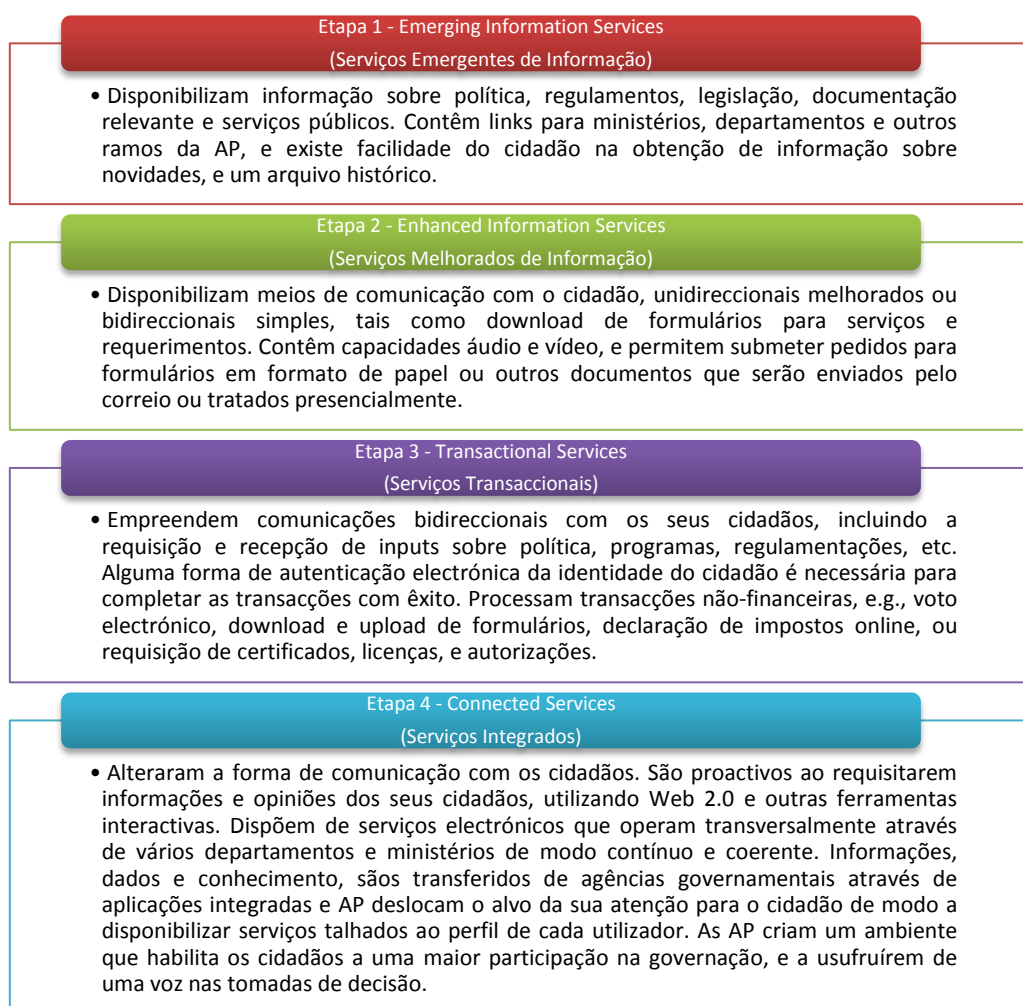 Etapa 1 - Emerging Information Services
(Serviços Emergentes de Informação)
• Disponibilizam informação sobre política, regulamentos, legislação, documentação
relevante e serviços públicos. Contêm links para ministérios, departamentos e outros
ramos da AP, e existe facilidade do cidadão na obtenção de informação sobre
novidades, e um arquivo histórico.
Etapa 2 - Enhanced Information Services
(Serviços Melhorados de Informação)
• Disponibilizam meios de comunicação com o cidadão, unidireccionais melhorados ou
bidireccionais simples, tais como download de formulários para serviços e
requerimentos. Contêm capacidades áudio e vídeo, e permitem submeter pedidos para
formulários em formato de papel ou outros documentos que serão enviados pelo
correio ou tratados presencialmente.
Etapa 3 - Transactional Services
(Serviços Transaccionais)
• Empreendem comunicações bidireccionais com os seus cidadãos, incluindo a
requisição e recepção de inputs sobre política, programas, regulamentações, etc.
Alguma forma de autenticação electrónica da identidade do cidadão é necessária para
completar as transacções com êxito. Processam transacções não-financeiras, e.g., voto
electrónico, download e upload de formulários, declaração de impostos online, ou
requisição de certificados, licenças, e autorizações.
Etapa 4 - Connected Services
(Serviços Integrados)
• Alteraram a forma de comunicação com os cidadãos. São proactivos ao requisitarem
informações e opiniões dos seus cidadãos, utilizando Web 2.0 e outras ferramentas
interactivas. Dispõem de serviços electrónicos que operam transversalmente através
de vários departamentos e ministérios de modo contínuo e coerente. Informações,
dados e conhecimento, sãos transferidos de agências governamentais através de
aplicações integradas e AP deslocam o alvo da sua atenção para o cidadão de modo a
disponibilizar serviços talhados ao perfil de cada utilizador. As AP criam um ambiente
que habilita os cidadãos a uma maior participação na governação, e a usufruírem de
uma voz nas tomadas de decisão.